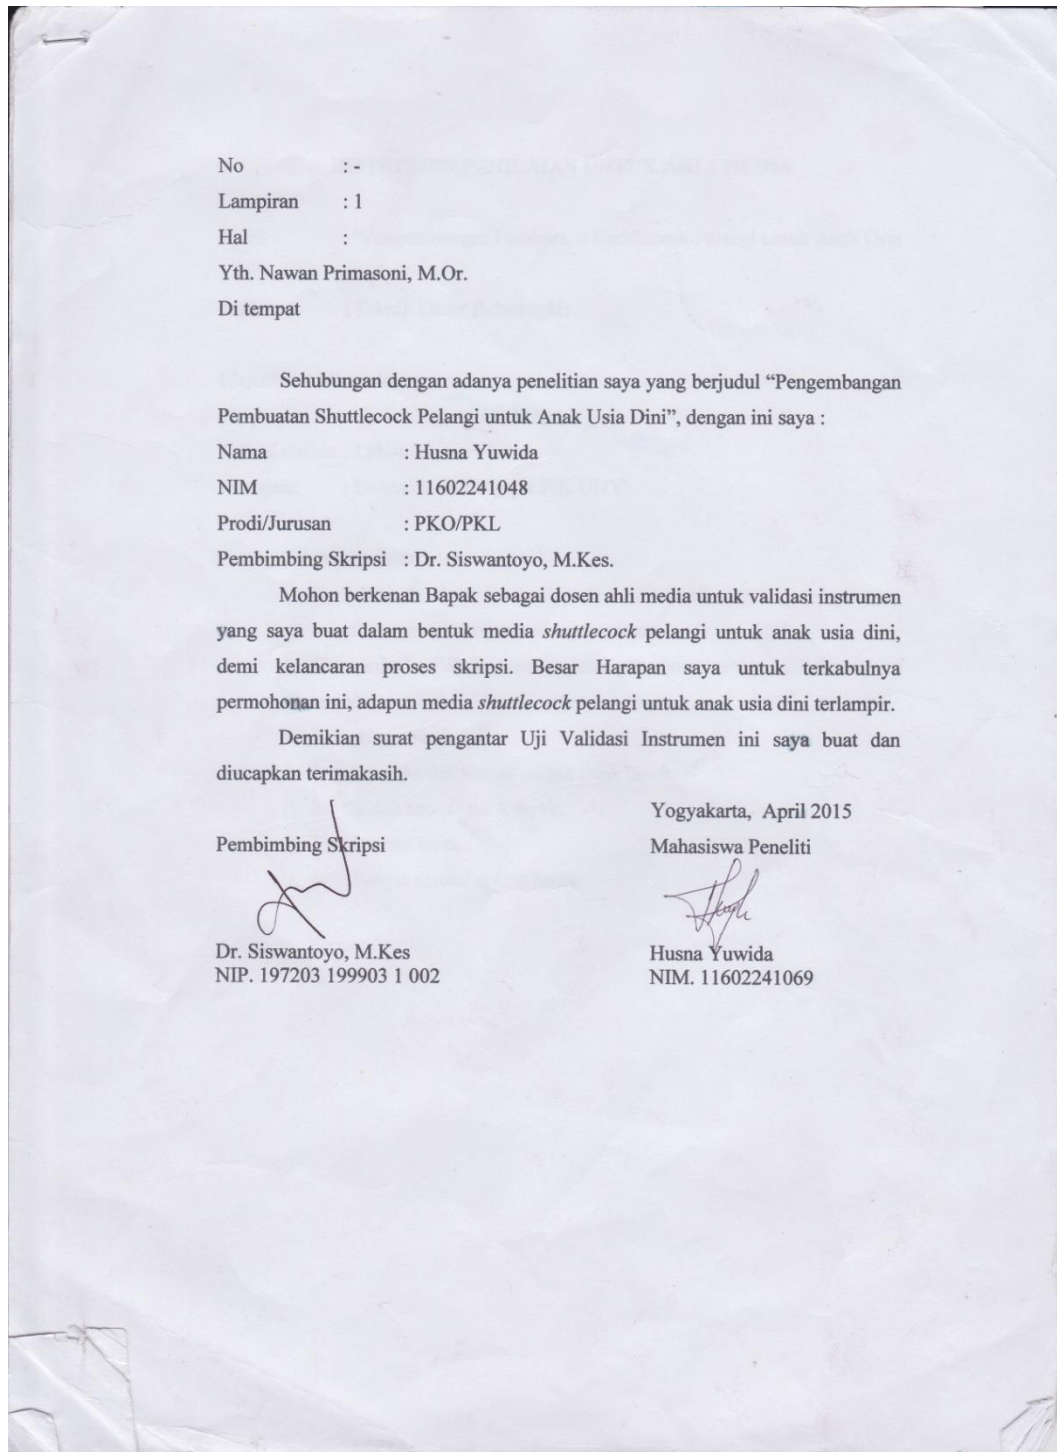 No : -
Lampiran : 1
Hal :
Yth. Nawan Primasoni, M.Or.
Di tempat
Sehubungan dengan adanya penelitian saya yang berjudul “Pengembangan
Pembuatan Shuttlecock Pelangi untuk Anak Usia Dini”, dengan ini saya :
Nama : Husna Yuwida
NIM : 11602241048
Prodi/Jurusan : PKO/PKL
Pembimbing Skripsi : Dr. Siswantoyo, M.Kes.
Mohon berkenan Bapak sebagai dosen ahli media untuk validasi instrumen
yang saya buat dalam bentuk media shuttlecock pelangi untuk anak usia dini,
demi kelancaran proses skripsi. Besar Harapan saya untuk terkabulnya
permohonan ini, adapun media shuttlecock pelangi untuk anak usia dini terlampir.
Demikian surat pengantar Uji Validasi Instrumen ini saya buat dan
diucapkan terimakasih.
Yogyakarta, April 2015
Pembimbing Skripsi Mahasiswa Peneliti
Dr. Siswantoyo, M.Kes Husna Yuwida
NIP. 197203 199903 1 002 NIM. 11602241069